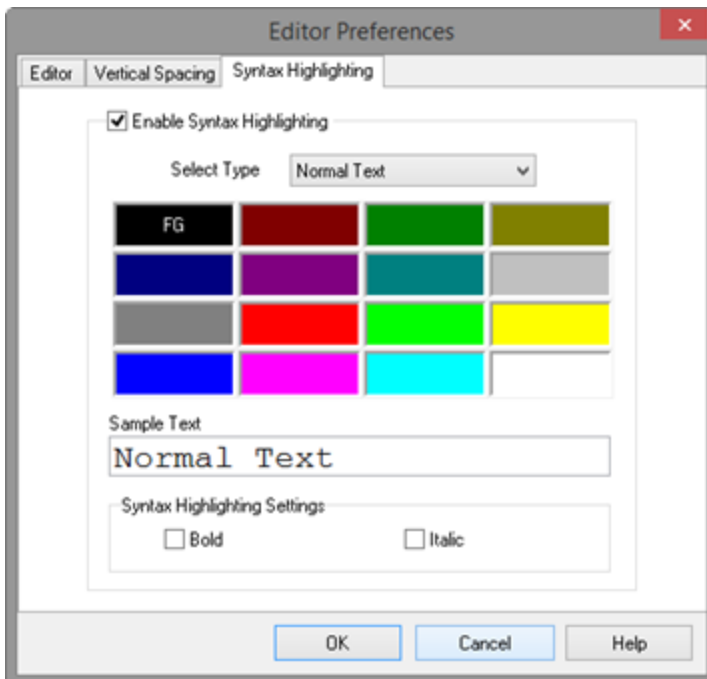 Editor Preferences
Editor Vertical Spacing Syntax Highlighting
Enable Syntax Highlighting
Select Type Normal Text
FG
Sample Text
Normal Text
Syntax Highlighting Settings
Bold Italic
OK Cancel Help